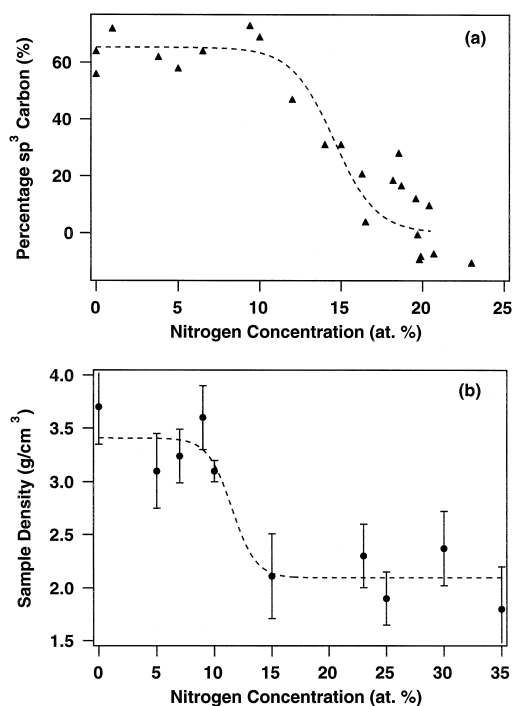 (a)
Percentage sp³ Carbon (%)
60
40
20
0
0 5 10 15 20 25
Nitrogen Concentration (at. %)
(b)
Sample Density (g/cm³)
4.0
3.5
3.0
2.5
2.0
1.5
0 5 10 15 20 25 30 35
Nitrogen Concentration (at. %)